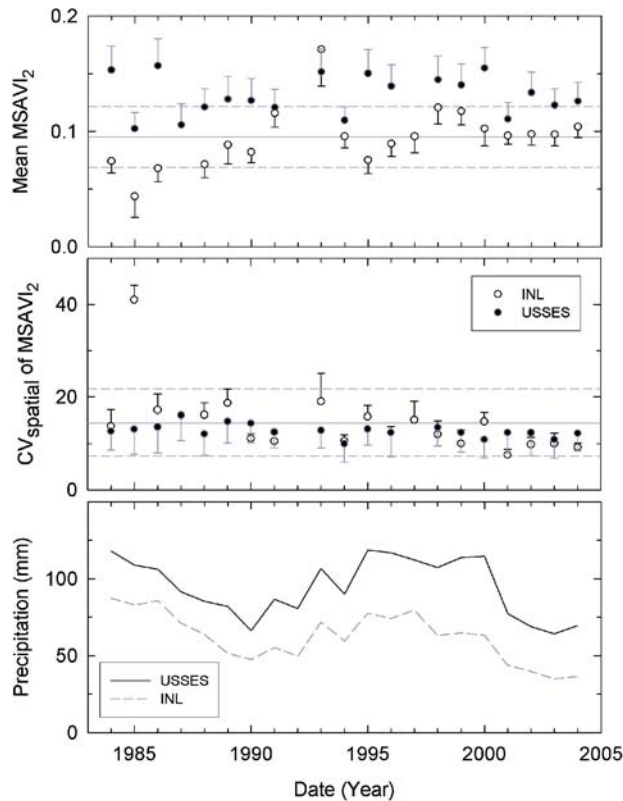 0.2
0.1
0.0
Mean MSAVI2
40
20
0
CVspatial of MSAVI2
INL
USSES
100
50
0
Precipitation (mm)
USSES
INL
1985 1990 1995 2000 2005
Date (Year)